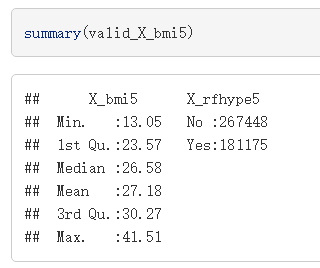 summary(valid_X_bmi5)
##      X_bmi5      X_rfhype5
##  Min.   :13.05   No :267448
##  1st Qu.:23.57   Yes:181175
##  Median :26.58
##  Mean   :27.18
##  3rd Qu.:30.27
##  Max.   :41.51